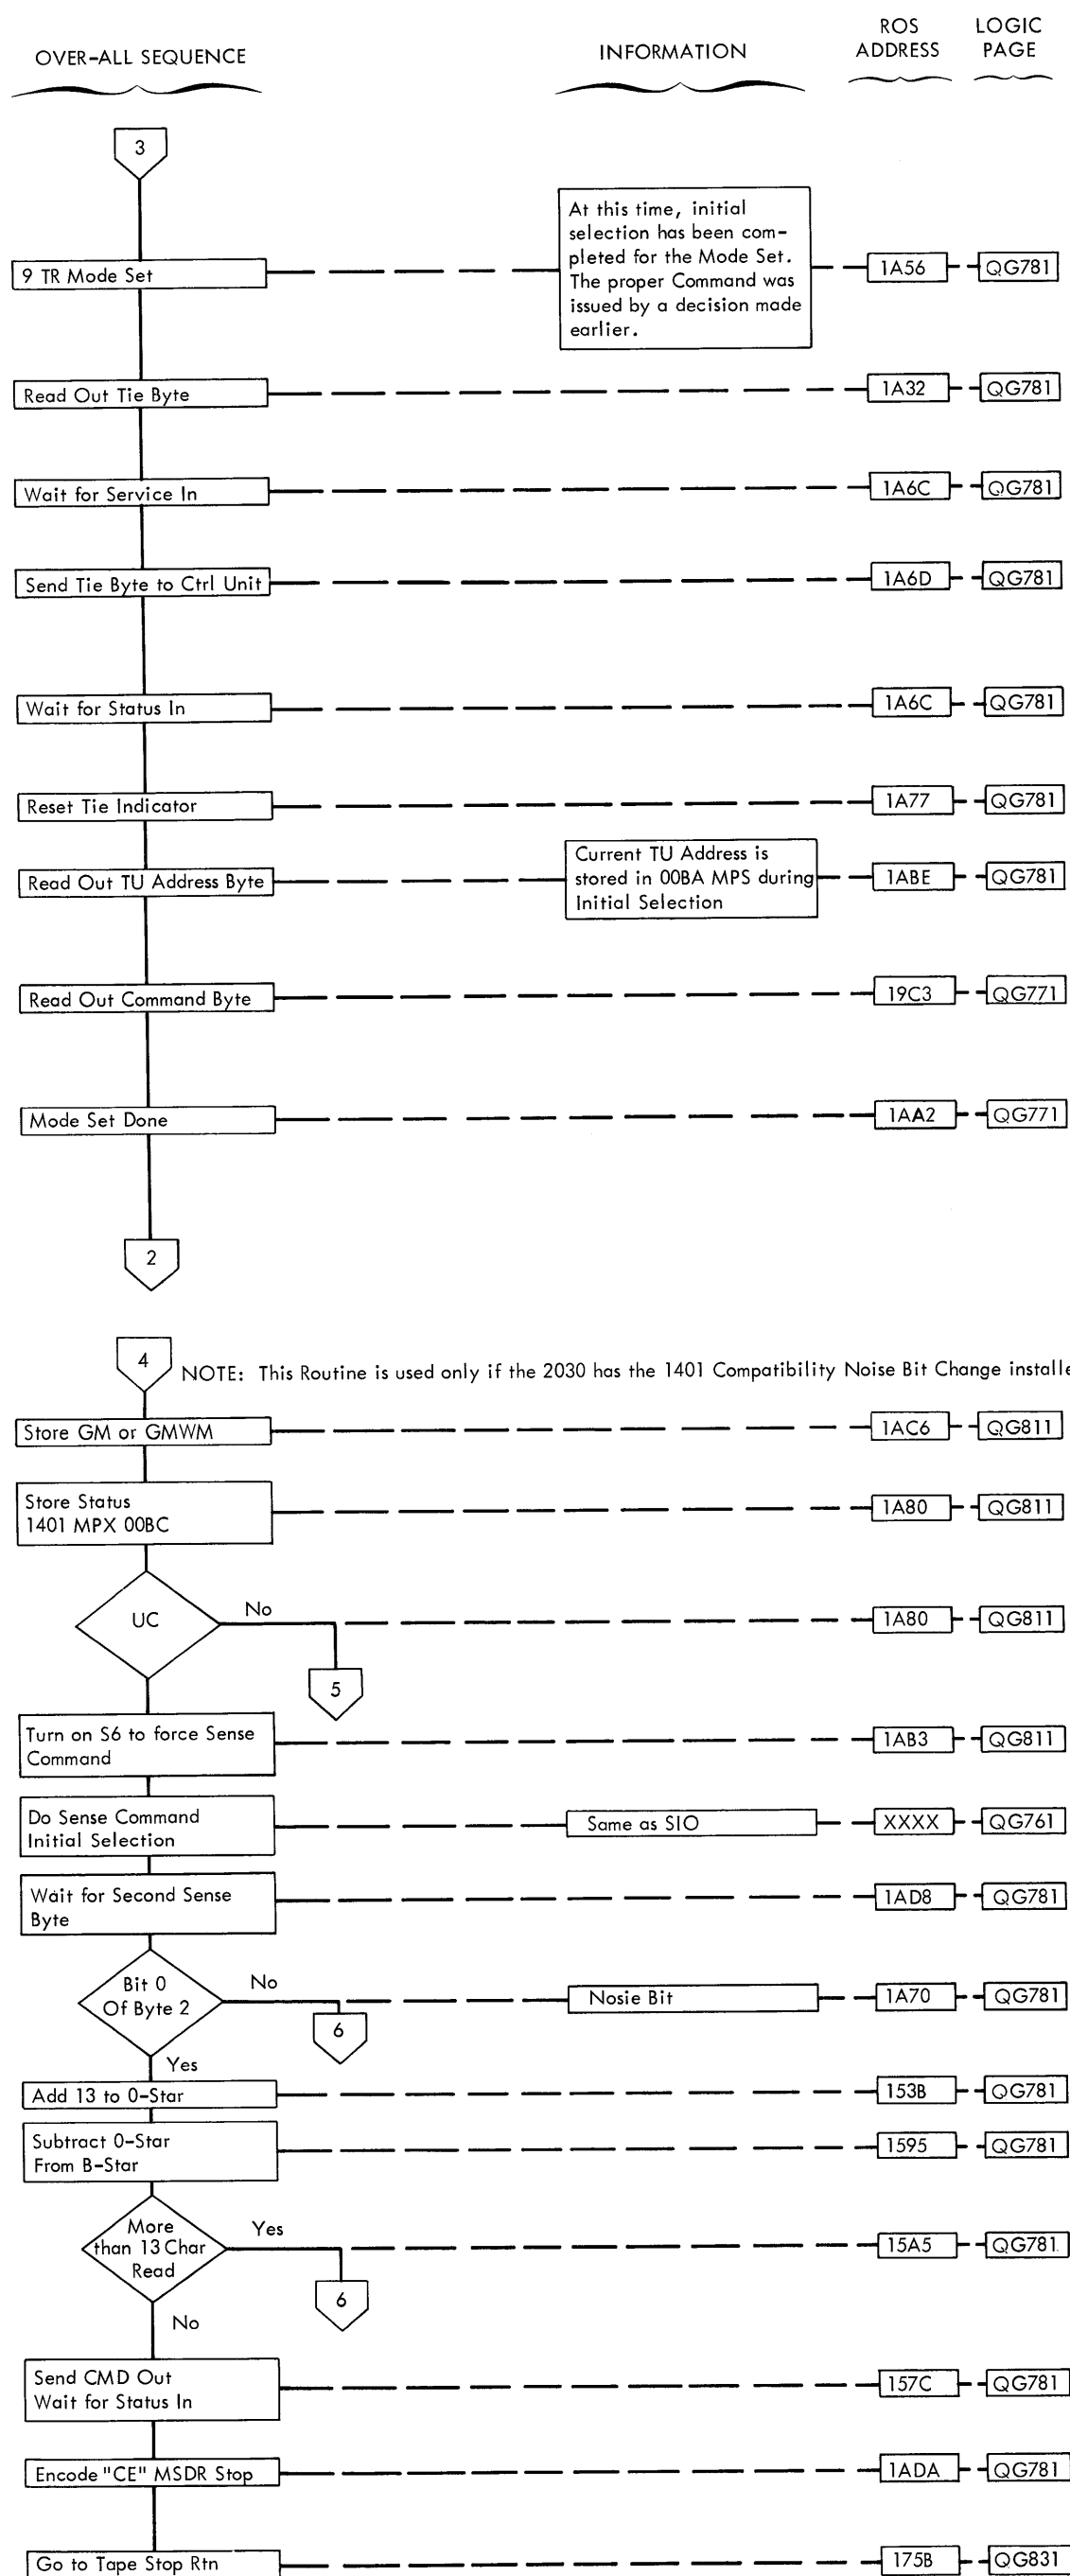 OVER-ALL SEQUENCE
INFORMATION
ROS ADDRESS
LOGIC PAGE
3
9 TR Mode Set
At this time, initial
selection has been com-
pleted for the Mode Set.
The proper Command was
issued by a decision made
earlier.
1A56
QG781
Read Out Tie Byte
1A32
QG781
Wait for Service In
1A6C
QG781
Send Tie Byte to Ctrl Unit
1A6D
QG781
Wait for Status In
1A6C
QG781
Reset Tie Indicator
1A77
QG781
Read Out TU Address Byte
Current TU Address is
stored in 00BA MPS during
Initial Selection
1ABE
QG781
Read Out Command Byte
19C3
QG771
Mode Set Done
1AA2
QG771
2
4
NOTE: This Routine is used only if the 2030 has the 1401 Compatibility Noise Bit Change installe
Store GM or GMWM
1AC6
QG811
Store Status
1401 MPX 00BC
1A80
QG811
UC
No
1A80
QG811
5
Turn on S6 to force Sense
Command
1AB3
QG811
Do Sense Command
Initial Selection
Same as SIO
XXXX
QG761
Wait for Second Sense
Byte
1AD8
QG781
Bit 0
Of Byte 2
No
Nosie Bit
1A70
QG781
6
Yes
Add 13 to 0-Star
153B
QG781
Subtract 0-Star
From B-Star
1595
QG781
More
than 13 Char
Read
Yes
15A5
QG781
6
No
Send CMD Out
Wait for Status In
157C
QG781
Encode "CE" MSDR Stop
1ADA
QG781
Go to Tape Stop Rtn
175B
QG831